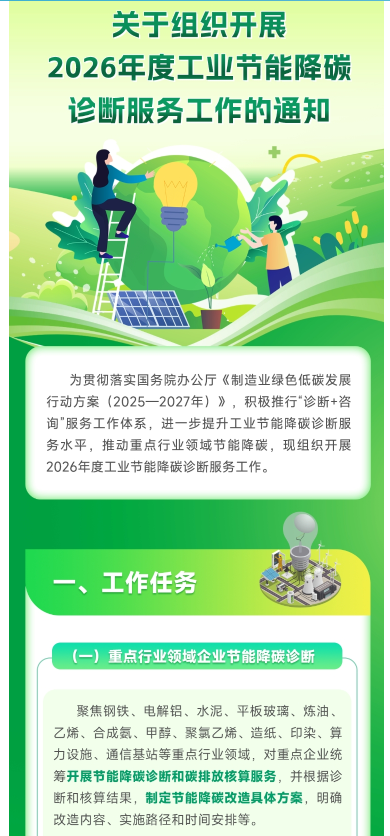 关于组织开展
2026年度工业节能降碳
诊断服务工作的通知
为贯彻落实国务院办公厅《制造业绿色低碳发展
行动方案（2025—2027年）》，积极推行“诊断+咨
询”服务工作体系，进一步提升工业节能降碳诊断服
务水平，推动重点行业领域节能降碳，现组织开展
2026年度工业节能降碳诊断服务工作。
一、工作任务
（一）重点行业领域企业节能降碳诊断
聚焦钢铁、电解铝、水泥、平板玻璃、炼油、
乙烯、合成氨、甲醇、聚氯乙烯、造纸、印染、算
力设施、通信基站等重点行业领域，对重点企业统
筹开展节能降碳诊断和碳排放核算服务，并根据诊
断和核算结果，制定节能降碳改造具体方案，明确
改造内容、实施路径和时间安排等。